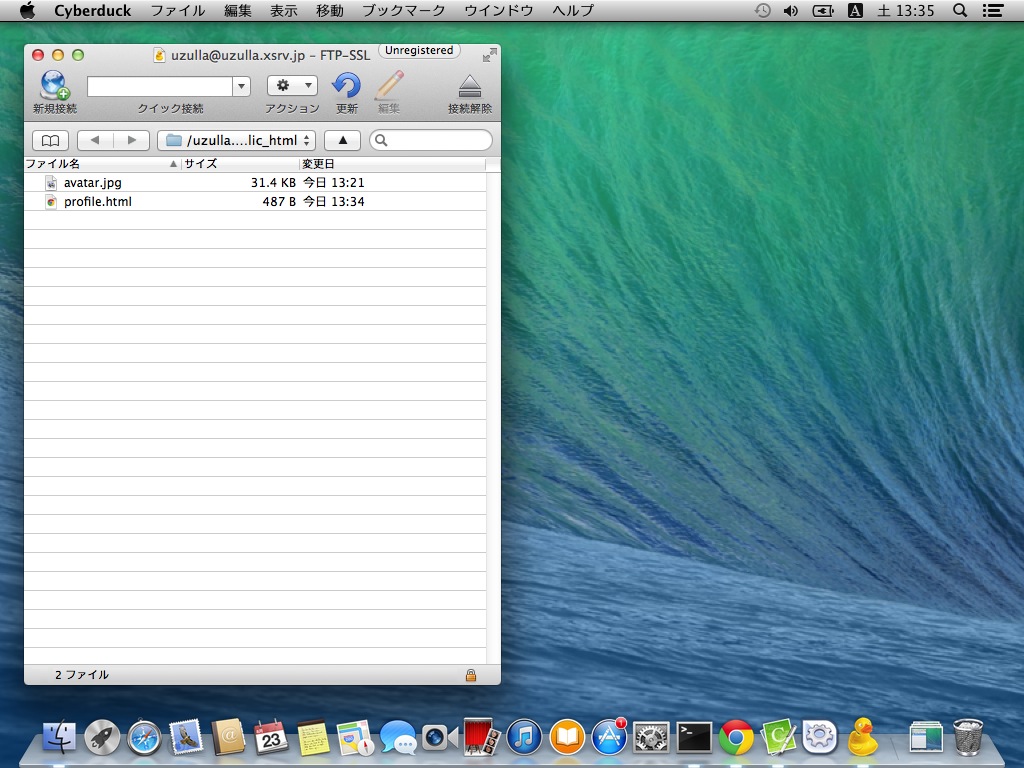 Cyberduck ファイル 編集 表示 移動 ブックマーク ウインドウ ヘルプ A 土 13:35
uzulla@uzulla.xsrv.jp – FTP-SSL Unregistered
新規接続 クイック接続 アクション 更新 編集 接続解除
/uzulla....lic_html
ファイル名 サイズ 変更日
avatar.jpg 31.4 KB 今日 13:21
profile.html 487 B 今日 13:34
2 ファイル
23
1